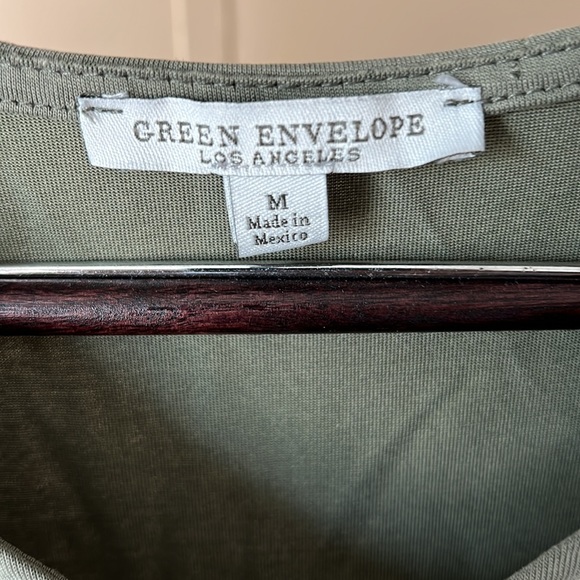 GREEN ENVELOPE
LOS ANGELES
M
Made in
Mexico